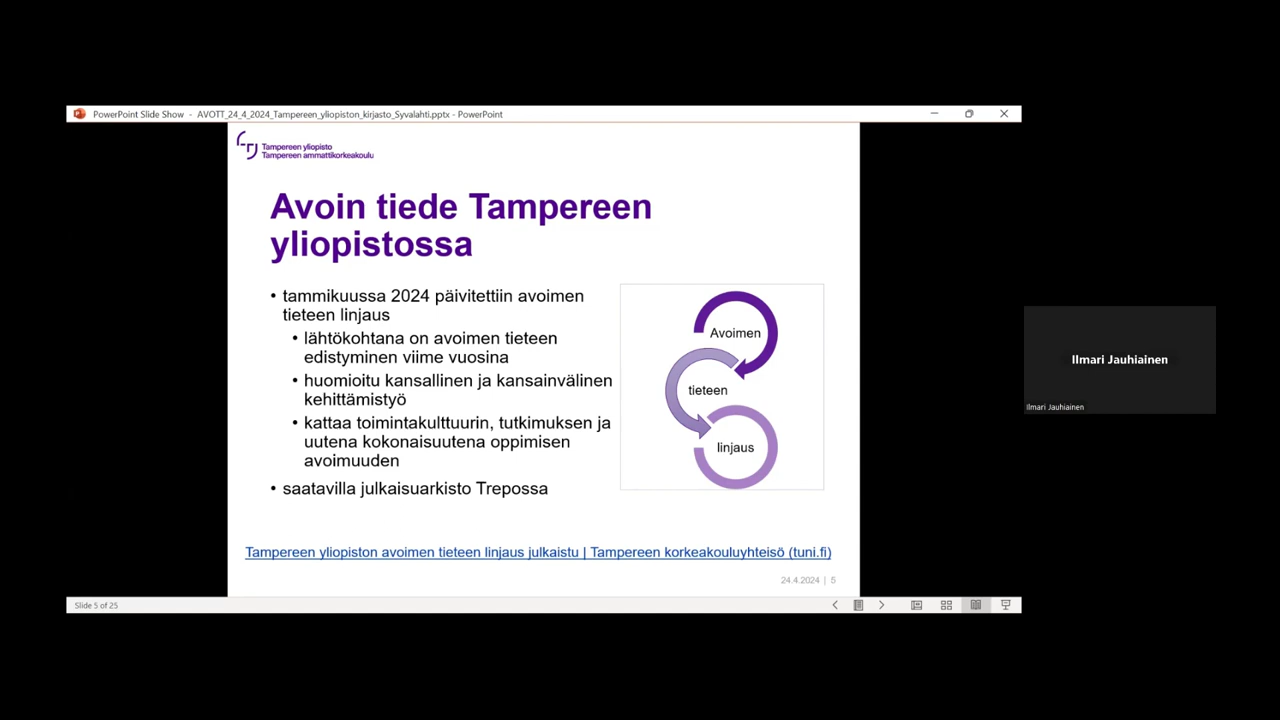 PowerPoint Slide Show - AVOTT_24_4_2024_Tampereen_yliopiston_kirjasto_Syvalahti.pptx - PowerPoint
Tampereen yliopisto
Tampereen ammattikorkeakoulu
Avoin tiede Tampereen
yliopistossa
• tammikuussa 2024 päivitettiin avoimen
tieteen linjaus
• lähtökohtana on avoimen tieteen
edistyminen viime vuosina
• huomioitu kansallinen ja kansainvälinen
kehittämistyö
• kattaa toimintakulttuurin, tutkimuksen ja
uutena kokonaisuutena oppimisen
avoimuuden
• saatavilla julkaisuarkisto Trepossa
Avoimen
tieteen
linjaus
Tampereen yliopiston avoimen tieteen linjaus julkaistu | Tampereen korkeakouluyhteisö (tuni.fi)
24.4.2024 | 5
Slide 5 of 25
Ilmari Jauhiainen
Ilmari Jauhiainen